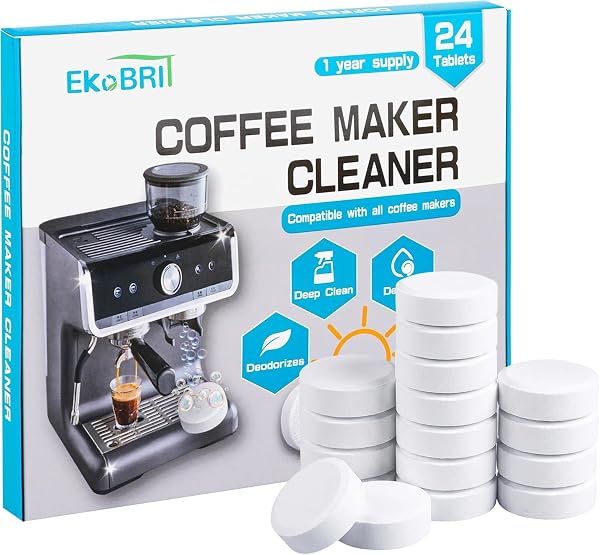 EKOBRIT
24
Tablets
1 year supply
COFFEE MAKER
CLEANER
Compatible with all coffee makers
Deep Clean
De
Deodorizes
COFFEE MAKER CLEANER